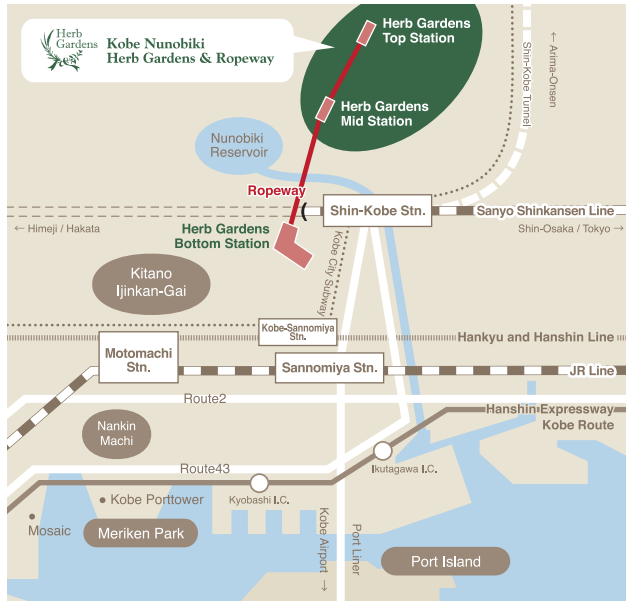 Herb
Gardens
Kobe Nunobiki
Herb Gardens & Ropeway
Herb Gardens
Top Station
Herb Gardens
Mid Station
← Arima-Onsen
Shin-Kobe Tunnel
Nunobiki
Reservoir
Ropeway
Shin-Kobe Stn.
Sanyo Shinkansen Line
← Himeji / Hakata
Shin-Osaka / Tokyo →
Herb Gardens
Bottom Station
Kobe City Subway
Kitano
Ijinkan-Gai
Kobe-Sannomiya
Stn.
Hankyu and Hanshin Line
Motomachi
Stn.
Sannomiya Stn.
JR Line
Route2
Hanshin Expressway
Kobe Route
Nankin
Machi
Route43
Ikutagawa I.C.
Kyobashi I.C.
Kobe Porttower
Mosaic
Meriken Park
Kobe Airport →
Port Liner
Port Island